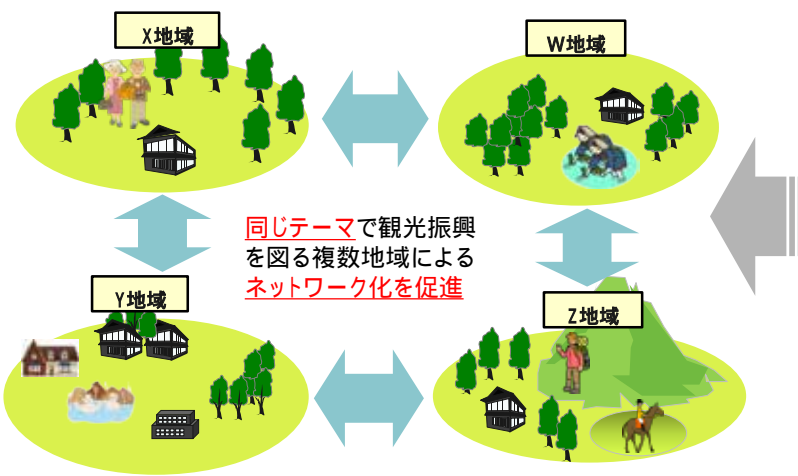 X地域
W地域
同じテーマで観光振興
を図る複数地域による
ネットワーク化を促進
Y地域
Z地域